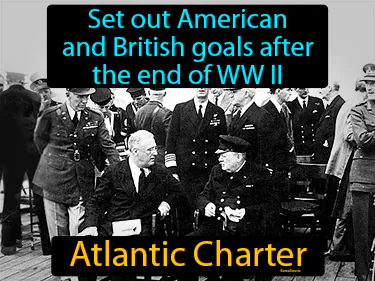 Set out American
and British goals after
the end of WW II
Atlantic Charter